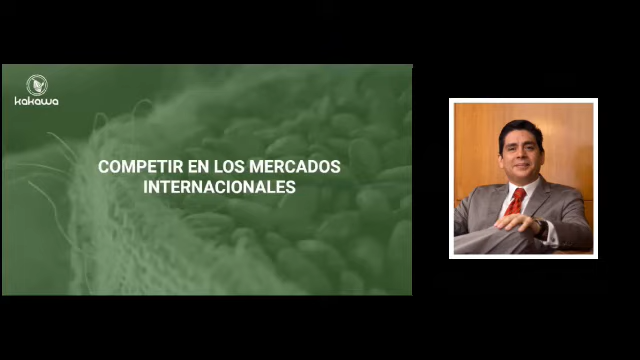 kakawa
COMPETIR EN LOS MERCADOS
INTERNACIONALES